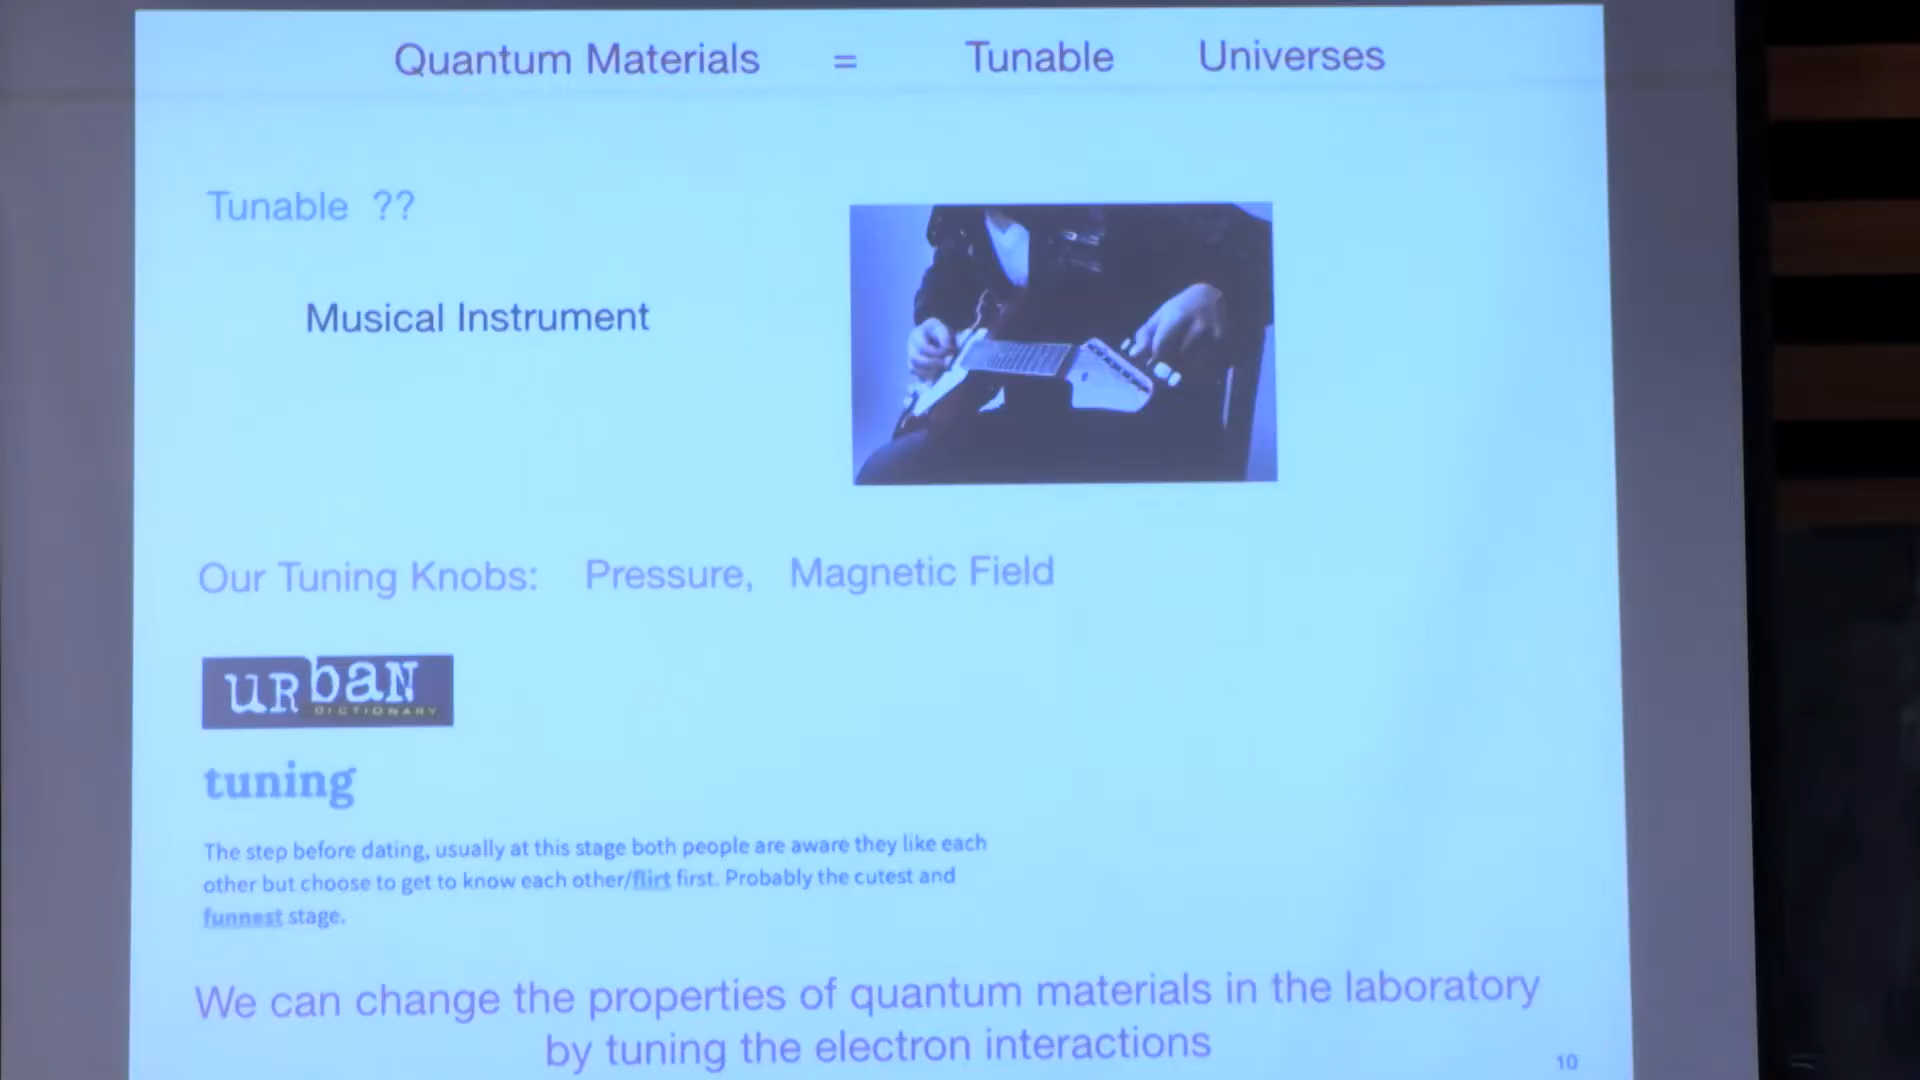 Quantum Materials = Tunable Universes
Tunable ??
Musical Instrument
Our Tuning Knobs: Pressure, Magnetic Field
urban
DICTIONARY
tuning
The step before dating, usually at this stage both people are aware they like each
other but choose to get to know each other/flirt first. Probably the cutest and
funnest stage.
We can change the properties of quantum materials in the laboratory
by tuning the electron interactions
10